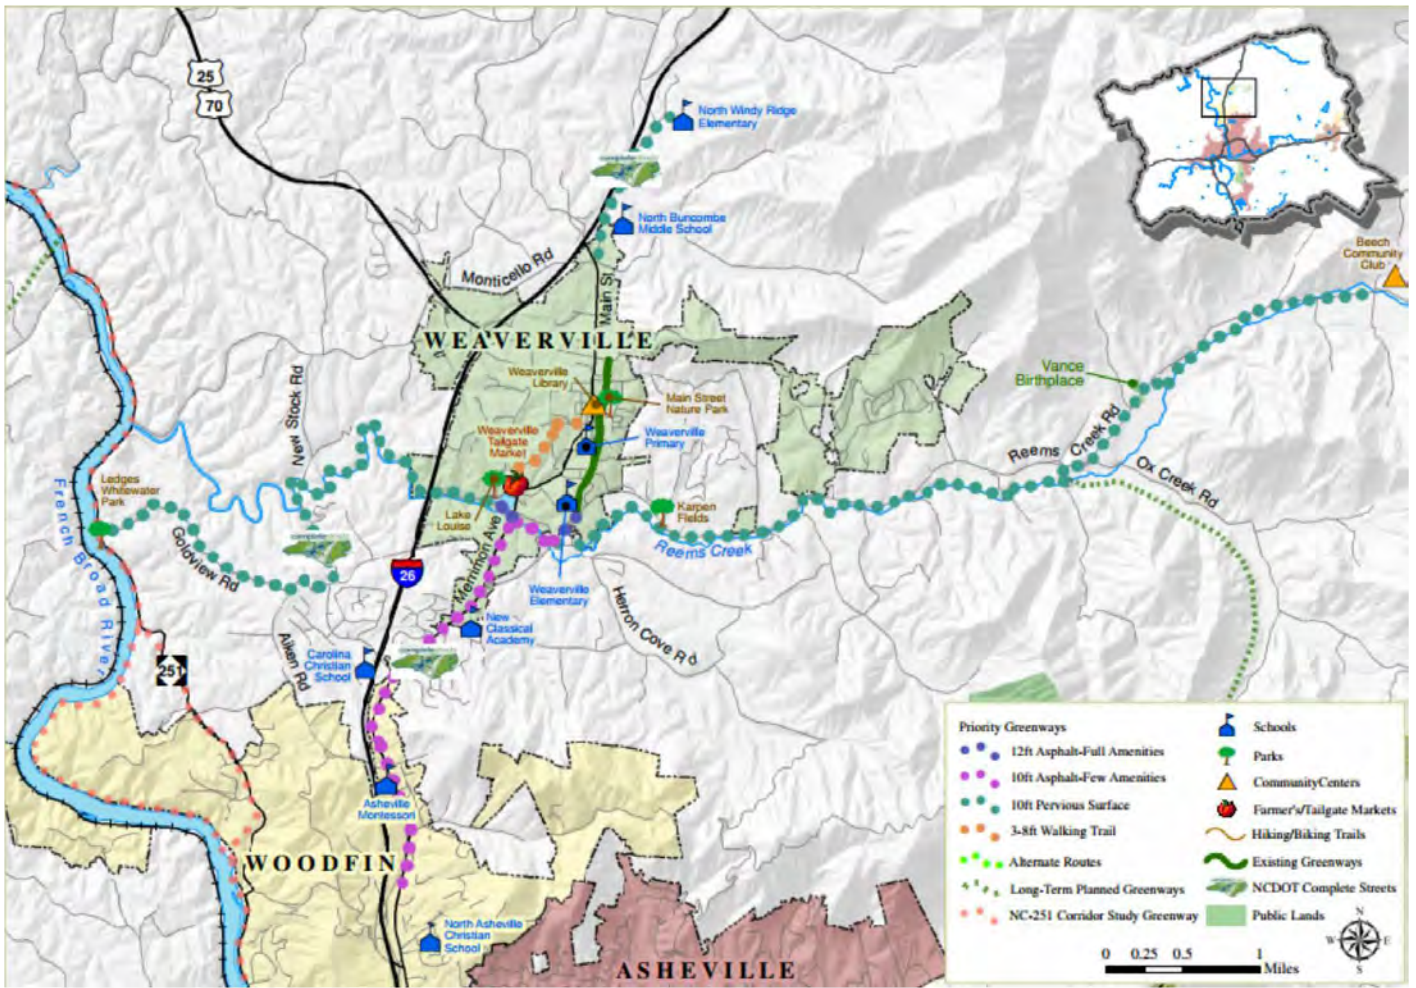 25
70
North Windy Ridge
Elementary
North Buncombe
Middle School
Monticello Rd
Main St
Beech
Community
Club
WEAVERVILLE
Weaverville
Library
Main Street
Nature Park
Vance
Birthplace
New Stock Rd
Weaverville
Tailgate
Market
Weaverville
Primary
Reems Creek Rd
Ox Creek Rd
Ledges
Whitewater
Park
Lake
Louise
Karpen
Fields
French Broad River
Goldview Rd
Merrimon Ave
Reems Creek
26
Weaverville
Elementary
Herron Cove Rd
New
Classical
Academy
Aiken Rd
Carolina
Christian
School
251
Asheville
Montessori
WOODFIN
North Asheville
Christian
School
ASHEVILLE
Priority Greenways
12ft Asphalt-Full Amenities
10ft Asphalt-Few Amenities
10ft Pervious Surface
3-8ft Walking Trail
Alternate Routes
Long-Term Planned Greenways
NC-251 Corridor Study Greenway
Schools
Parks
CommunityCenters
Farmer's/Tailgate Markets
Hiking/Biking Trails
Existing Greenways
NCDOT Complete Streets
Public Lands
N
W E
S
0 0.25 0.5 1
Miles